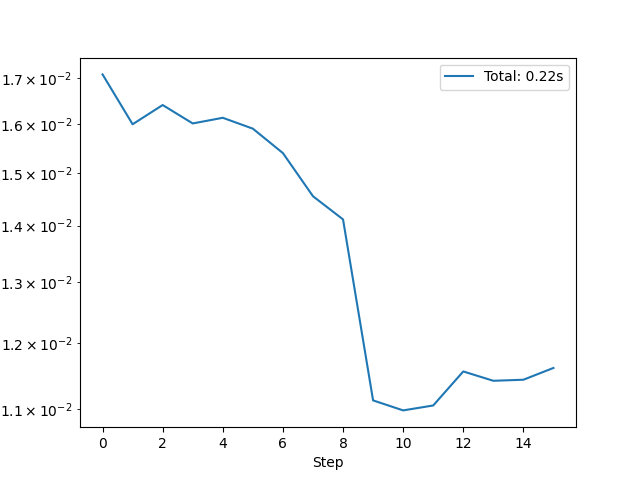 Total: 0.22s
1.7 × 10⁻²
1.6 × 10⁻²
1.5 × 10⁻²
1.4 × 10⁻²
1.3 × 10⁻²
1.2 × 10⁻²
1.1 × 10⁻²
0 2 4 6 8 10 12 14
Step